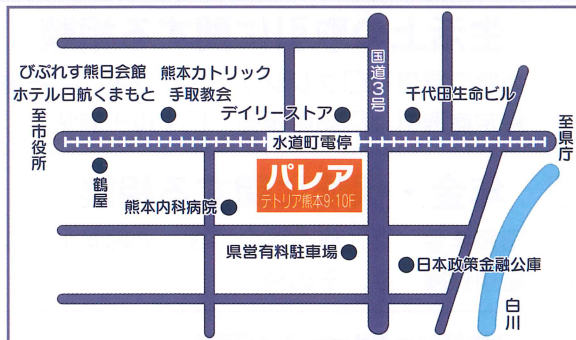 国道3号
びぷれす熊日会館
ホテル日航くまもと
熊本カトリック
手取教会
デイリーストア
千代田生命ビル
至市役所
水道町電停
至県庁
鶴屋
パレア
テトリア熊本9・10F
熊本内科病院
県営有料駐車場
日本政策金融公庫
白川